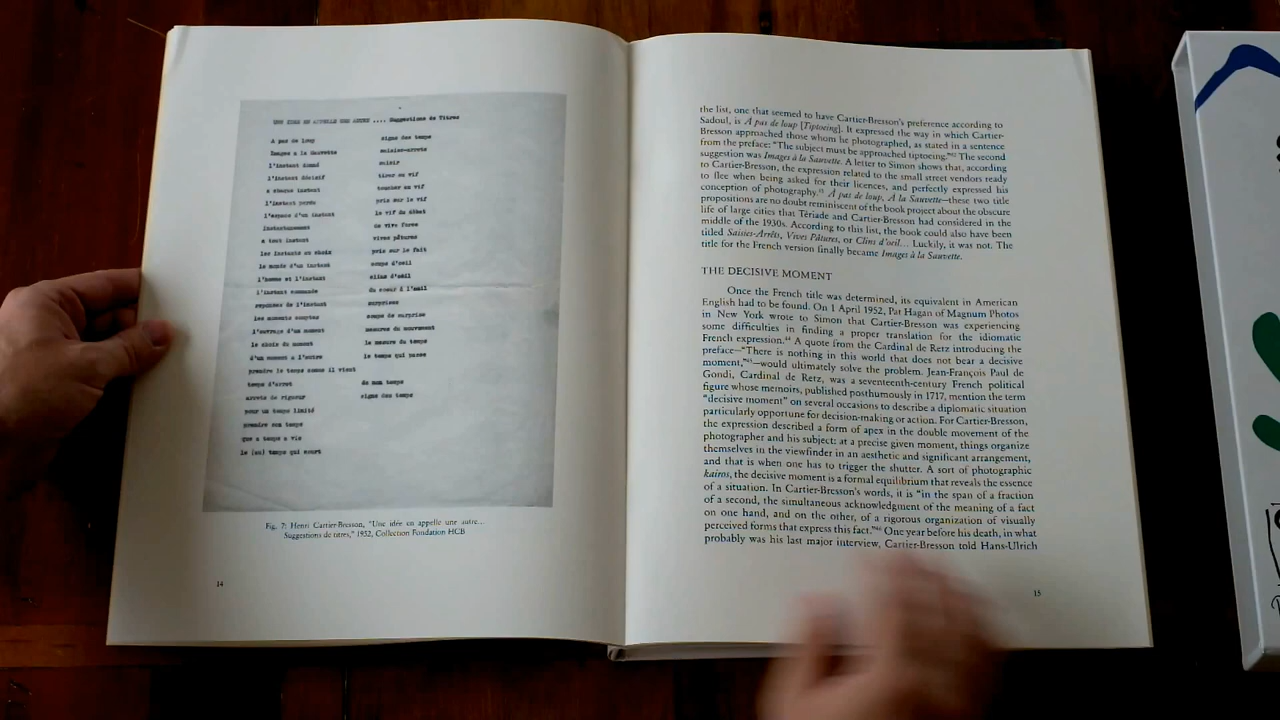 UNE IDEE EN APPELLE UNE AUTRE .... Suggestions de Titres
A pas de loup
Images a la Sauvette
l'instant donné
l'instant décisif
a chaque instant
l'instant perdu
l'espace d'un instant
instantanement
a tout instant
les instants en choix
le monde d'un instant
l'homme et l'instant
l'instant commande
reponses de l'instant
les moments comptes
l'ouvrage d'un moment
le choix du moment
d'un moment a l'autre
prendre le temps comme il vient
temps d'arret
arrets de rigueur
pour un temps limité
prendre son temps
que a temps a vie
le (au) temps qui court
signe des temps
saisies-arrets
saisir
tirer au vif
toucher au vif
pris sur le vif
le vif du débat
de vive force
vives pâtures
pris sur le fait
coups d'oeil
clins d'oeil
du coeur à l'oeil
surprises
coups de surprise
mesures du mouvement
la mesure du temps
le temps qui passe
de mon temps
signe des temps
Fig. 7: Henri Cartier-Bresson, "Une idée en appelle une autre...
Suggestions de titres," 1952, Collection Fondation HCB
14
the list, one that seemed to have Cartier-Bresson's preference according to
Sadoul, is À pas de loup [Tiptoeing]. It expressed the way in which Cartier-
Bresson approached those whom he photographed, as stated in a sentence
from the preface: "The subject must be approached tiptoeing." The second
suggestion was Images à la Sauvette. A letter to Simon shows that, according
to Cartier-Bresson, the expression related to the small street vendors ready
to flee when being asked for their licences, and perfectly expressed his
conception of photography. À pas de loup, À la Sauvette—these two title
propositions are no doubt reminiscent of the book project about the obscure
life of large cities that Tériade and Cartier-Bresson had considered in the
middle of the 1930s. According to this list, the book could also have been
titled Saisies-Arrêts, Vives Pâtures, or Clins d'oeil... Luckily, it was not. The
title for the French version finally became Images à la Sauvette.
THE DECISIVE MOMENT
Once the French title was determined, its equivalent in American
English had to be found. On 1 April 1952, Pat Hagan of Magnum Photos
in New York wrote to Simon that Cartier-Bresson was experiencing
some difficulties in finding a proper translation for the idiomatic
French expression.⁴⁴ A quote from the Cardinal de Retz introducing the
preface—"There is nothing in this world that does not bear a decisive
moment,"⁴⁵—would ultimately solve the problem. Jean-François Paul de
Gondi, Cardinal de Retz, was a seventeenth-century French political
figure whose memoirs, published posthumously in 1717, mention the term
"decisive moment" on several occasions to describe a diplomatic situation
particularly opportune for decision-making or action. For Cartier-Bresson,
the expression described a form of apex in the double movement of the
photographer and his subject: at a precise given moment, things organize
themselves in the viewfinder in an aesthetic and significant arrangement,
and that is when one has to trigger the shutter. A sort of photographic
kairos, the decisive moment is a formal equilibrium that reveals the essence
of a situation. In Cartier-Bresson's words, it is "in the span of a fraction
of a second, the simultaneous acknowledgment of the meaning of a fact
on one hand, and on the other, of a rigorous organization of visually
perceived forms that express this fact."⁴⁶ One year before his death, in what
probably was his last major interview, Cartier-Bresson told Hans-Ulrich
15